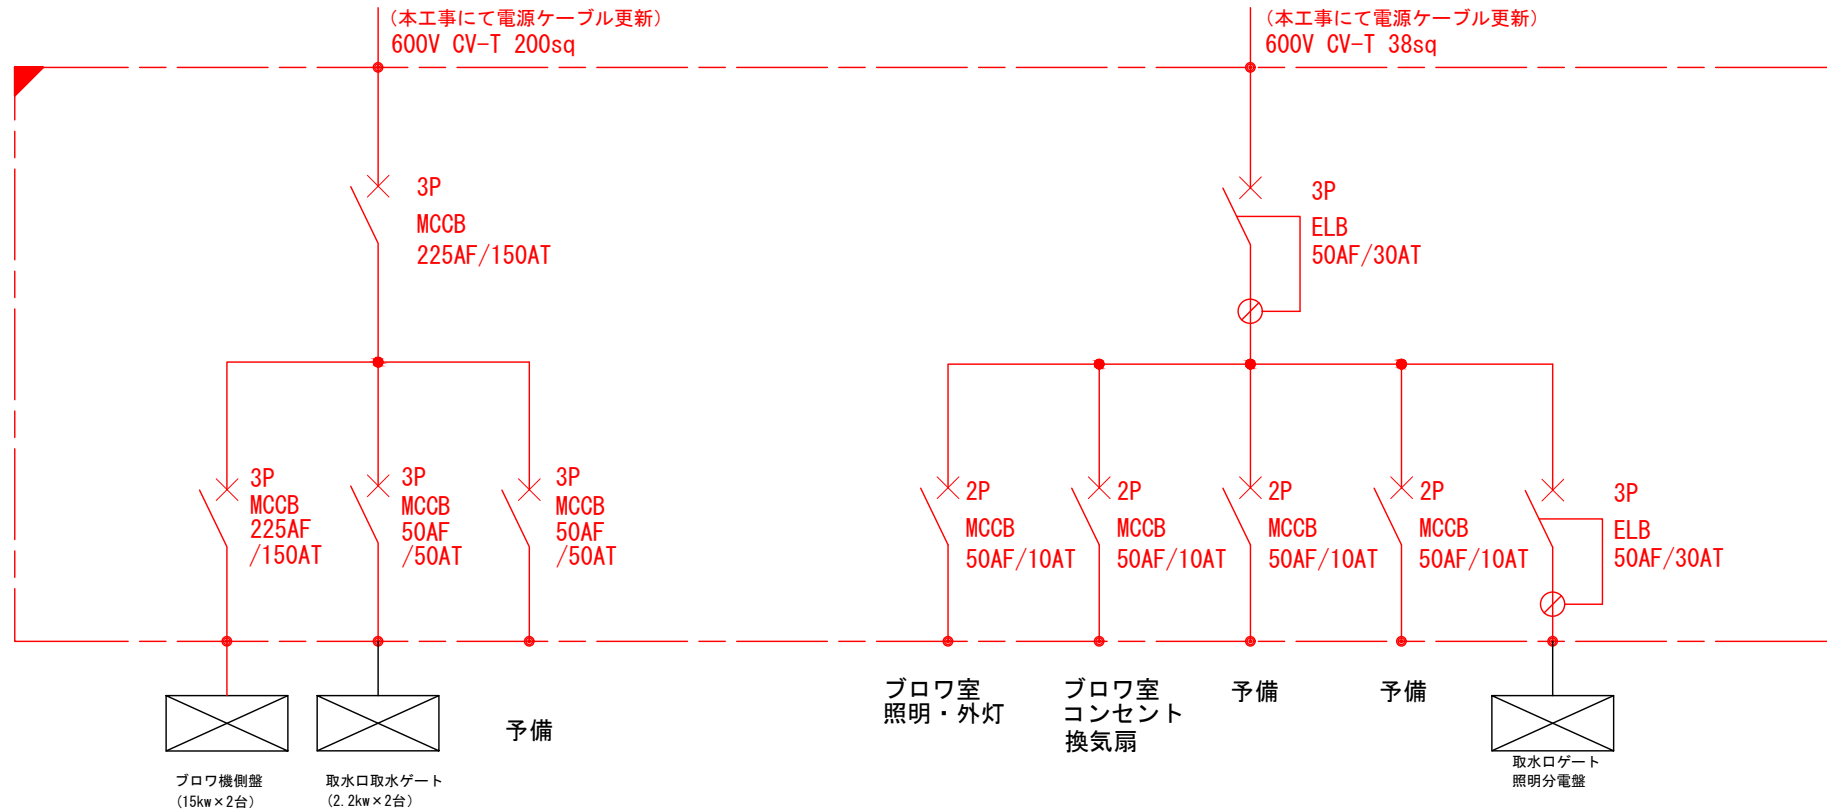 (本工事にて電源ケーブル更新)
600V CV-T 200sq
(本工事にて電源ケーブル更新)
600V CV-T 38sq
3P
MCCB
225AF/150AT
3P
ELB
50AF/30AT
3P
MCCB
225AF
/150AT
3P
MCCB
50AF
/50AT
3P
MCCB
50AF
/50AT
2P
MCCB
50AF/10AT
2P
MCCB
50AF/10AT
2P
MCCB
50AF/10AT
2P
MCCB
50AF/10AT
3P
ELB
50AF/30AT
ブロワ機側盤
(15kw×2台)
取水口取水ゲート
(2.2kw×2台)
予備
ブロワ室
照明・外灯
ブロワ室
コンセント
換気扇
予備
予備
取水口ゲート
照明分電盤